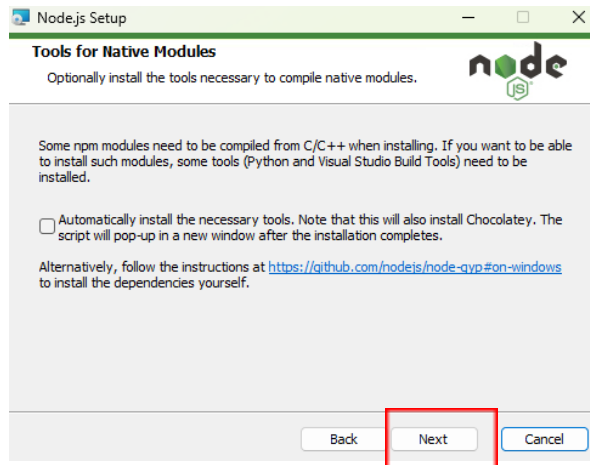 Node.js Setup
Tools for Native Modules
Optionally install the tools necessary to compile native modules.
node
JS
Some npm modules need to be compiled from C/C++ when installing. If you want to be able
to install such modules, some tools (Python and Visual Studio Build Tools) need to be
installed.
Automatically install the necessary tools. Note that this will also install Chocolatey. The
script will pop-up in a new window after the installation completes.
Alternatively, follow the instructions at https://github.com/nodejs/node-gyp#on-windows
to install the dependencies yourself.
Back Next Cancel